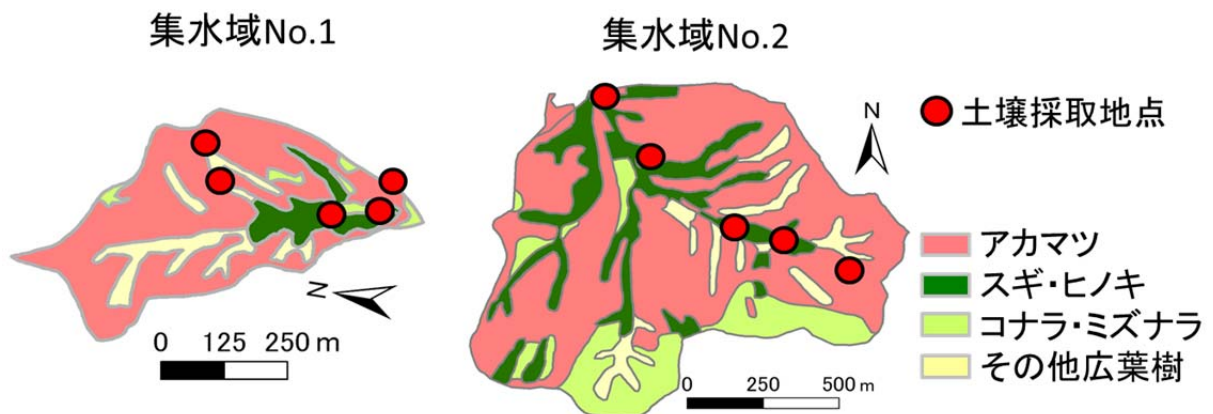 集水域No.1
集水域No.2
土壌採取地点
N
N
アカマツ
スギ・ヒノキ
コナラ・ミズナラ
その他広葉樹
0 125 250 m
0 250 500 m